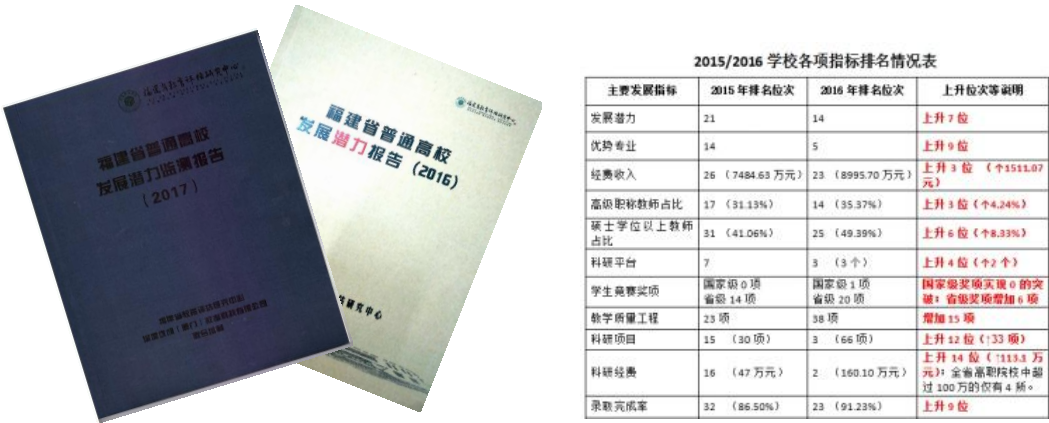 福建省教育评估研究中心
福建省普通高校
发展潜力监测报告
(2017)
福建省普通高校
发展潜力报告(2016)
研究中心
2015/2016 学校各项指标排名情况表
主要发展指标 2015 年排名位次 2016 年排名位次 上升位次等说明
发展潜力 21 14 上升 7 位
优势专业 14 5 上升 9 位
经费收入 26 (7484.63 万元) 23 (8995.70 万元) 上升 3 位 (↑1511.07
元)
高级职称教师占比 17 (31.13%) 14 (35.37%) 上升 3 位(↑4.24%)
硕士学位以上教师
占比 31 (41.06%) 25 (49.39%) 上升 6 位(↑8.33%)
科研平台 7 3 (3 个) 上升 4 位(↑2 个)
学生竞赛奖项 国家级 0 项 国家级 1 项 国家级奖项实现 0 的突
省级 14 项 省级 20 项 破;省级奖项增加 6 项
教学质量工程 23 项 38 项 增加 15 项
科研项目 15 (30 项) 3 (66 项) 上升 12 位(↑33 项)
科研经费 16 (47 万元) 2 (160.10 万元) 上升 14 位(↑113.1 万
元);全省高职院校中超
过 100 万的仅有 4 所。
录取完成率 32 (86.50%) 23 (91.23%) 上升 9 位